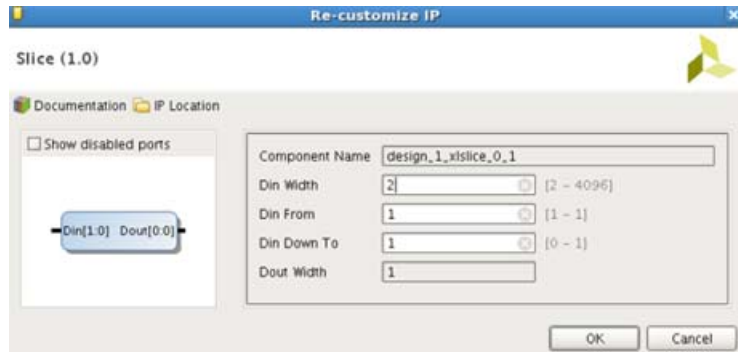 Re-customize IP
Slice (1.0)
Documentation IP Location
Show disabled ports
Din[1:0] Dout[0:0]
Component Name design_1_xlslice_0_1
Din Width 2 [2 - 4096]
Din From 1 [1 - 1]
Din Down To 1 [0 - 1]
Dout Width 1
OK Cancel